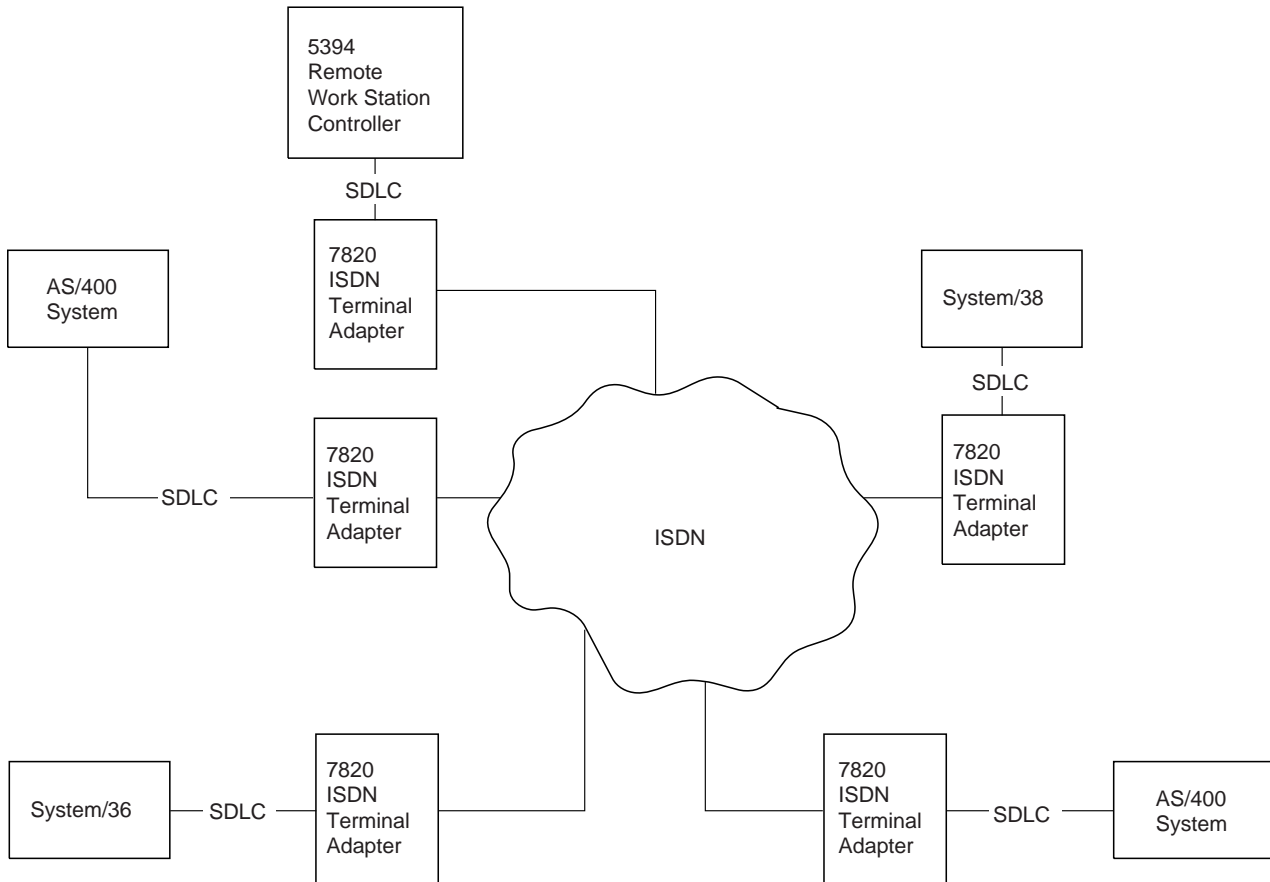 5394
Remote
Work Station
Controller
SDLC
7820
ISDN
Terminal
Adapter
AS/400
System
System/38
SDLC
7820
ISDN
Terminal
Adapter
SDLC
7820
ISDN
Terminal
Adapter
ISDN
System/36
SDLC
7820
ISDN
Terminal
Adapter
7820
ISDN
Terminal
Adapter
SDLC
AS/400
System